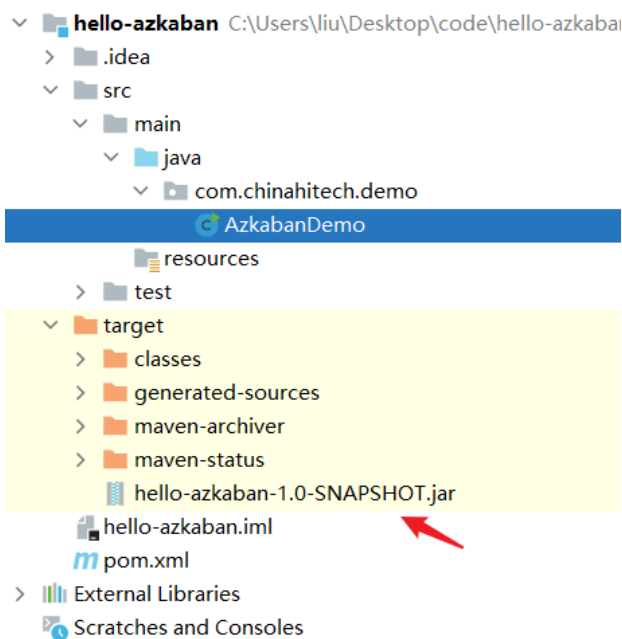 hello-azkaban C:\Users\liu\Desktop\code\hello-azkaban
.idea
src
main
java
com.chinahitech.demo
AzkabanDemo
resources
test
target
classes
generated-sources
maven-archiver
maven-status
hello-azkaban-1.0-SNAPSHOT.jar
hello-azkaban.iml
pom.xml
External Libraries
Scratches and Consoles